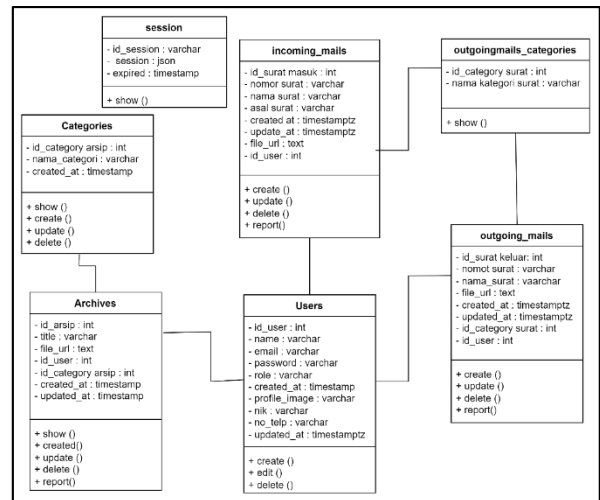 session
- id_session : varchar
- session : json
- expired : timestamp
+ show ()
incoming_mails
- id_surat masuk : int
- nomor surat : varchar
- nama surat : varchar
- asal surat : varchar
- created at : timestamptz
- update_at : timestamptz
- file_url : text
- id_user : int
+ create ()
+ update ()
+ delete ()
+ report()
outgoingmails_categories
- id_category surat : int
- nama kategori surat : varchar
+ show ()
Categories
- id_category arsip : int
- nama_categori : varchar
- created_at : timestamp
+ show ()
+ create ()
+ update ()
+ delete ()
outgoing_mails
- id_surat keluar: int
- nomot surat : varchar
- nama_surat : vaarchar
- file_url : text
- created_at : timestamptz
- updated_at : timestamptz
- id_category surat : int
- id_user : int
+ create ()
+ update ()
+ delete ()
+ report()
Archives
- id_arsip : int
- title : varchar
- file_url : text
- id_user : int
- id_category arsip : int
- created_at : timestamp
- updated_at : timestamp
+ show ()
+ created()
+ update ()
+ delete ()
+ report()
Users
- id_user : int
- name : varchar
- email : varchar
- password : varchar
- role : varchar
- created_at : timestamp
- profile_image : varchar
- nik : varchar
- no_telp : varchar
- updated_at : timestamptz
+ create ()
+ edit ()
+ delete ()